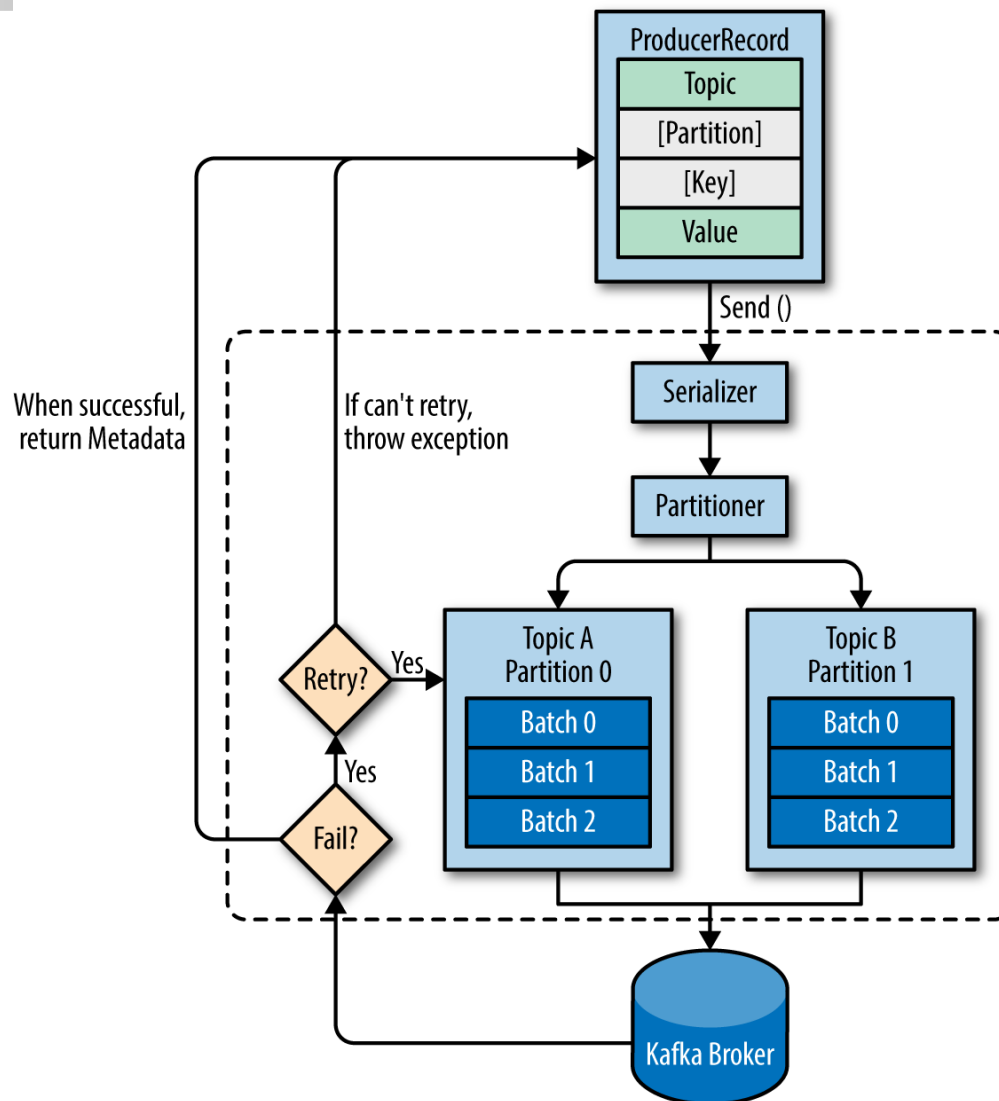 ProducerRecord
Topic
[Partition]
[Key]
Value
Send ()
When successful,
return Metadata
If can't retry,
throw exception
Serializer
Partitioner
Retry?
Yes
Topic A
Partition 0
Batch 0
Batch 1
Batch 2
Topic B
Partition 1
Batch 0
Batch 1
Batch 2
Yes
Fail?
Kafka Broker